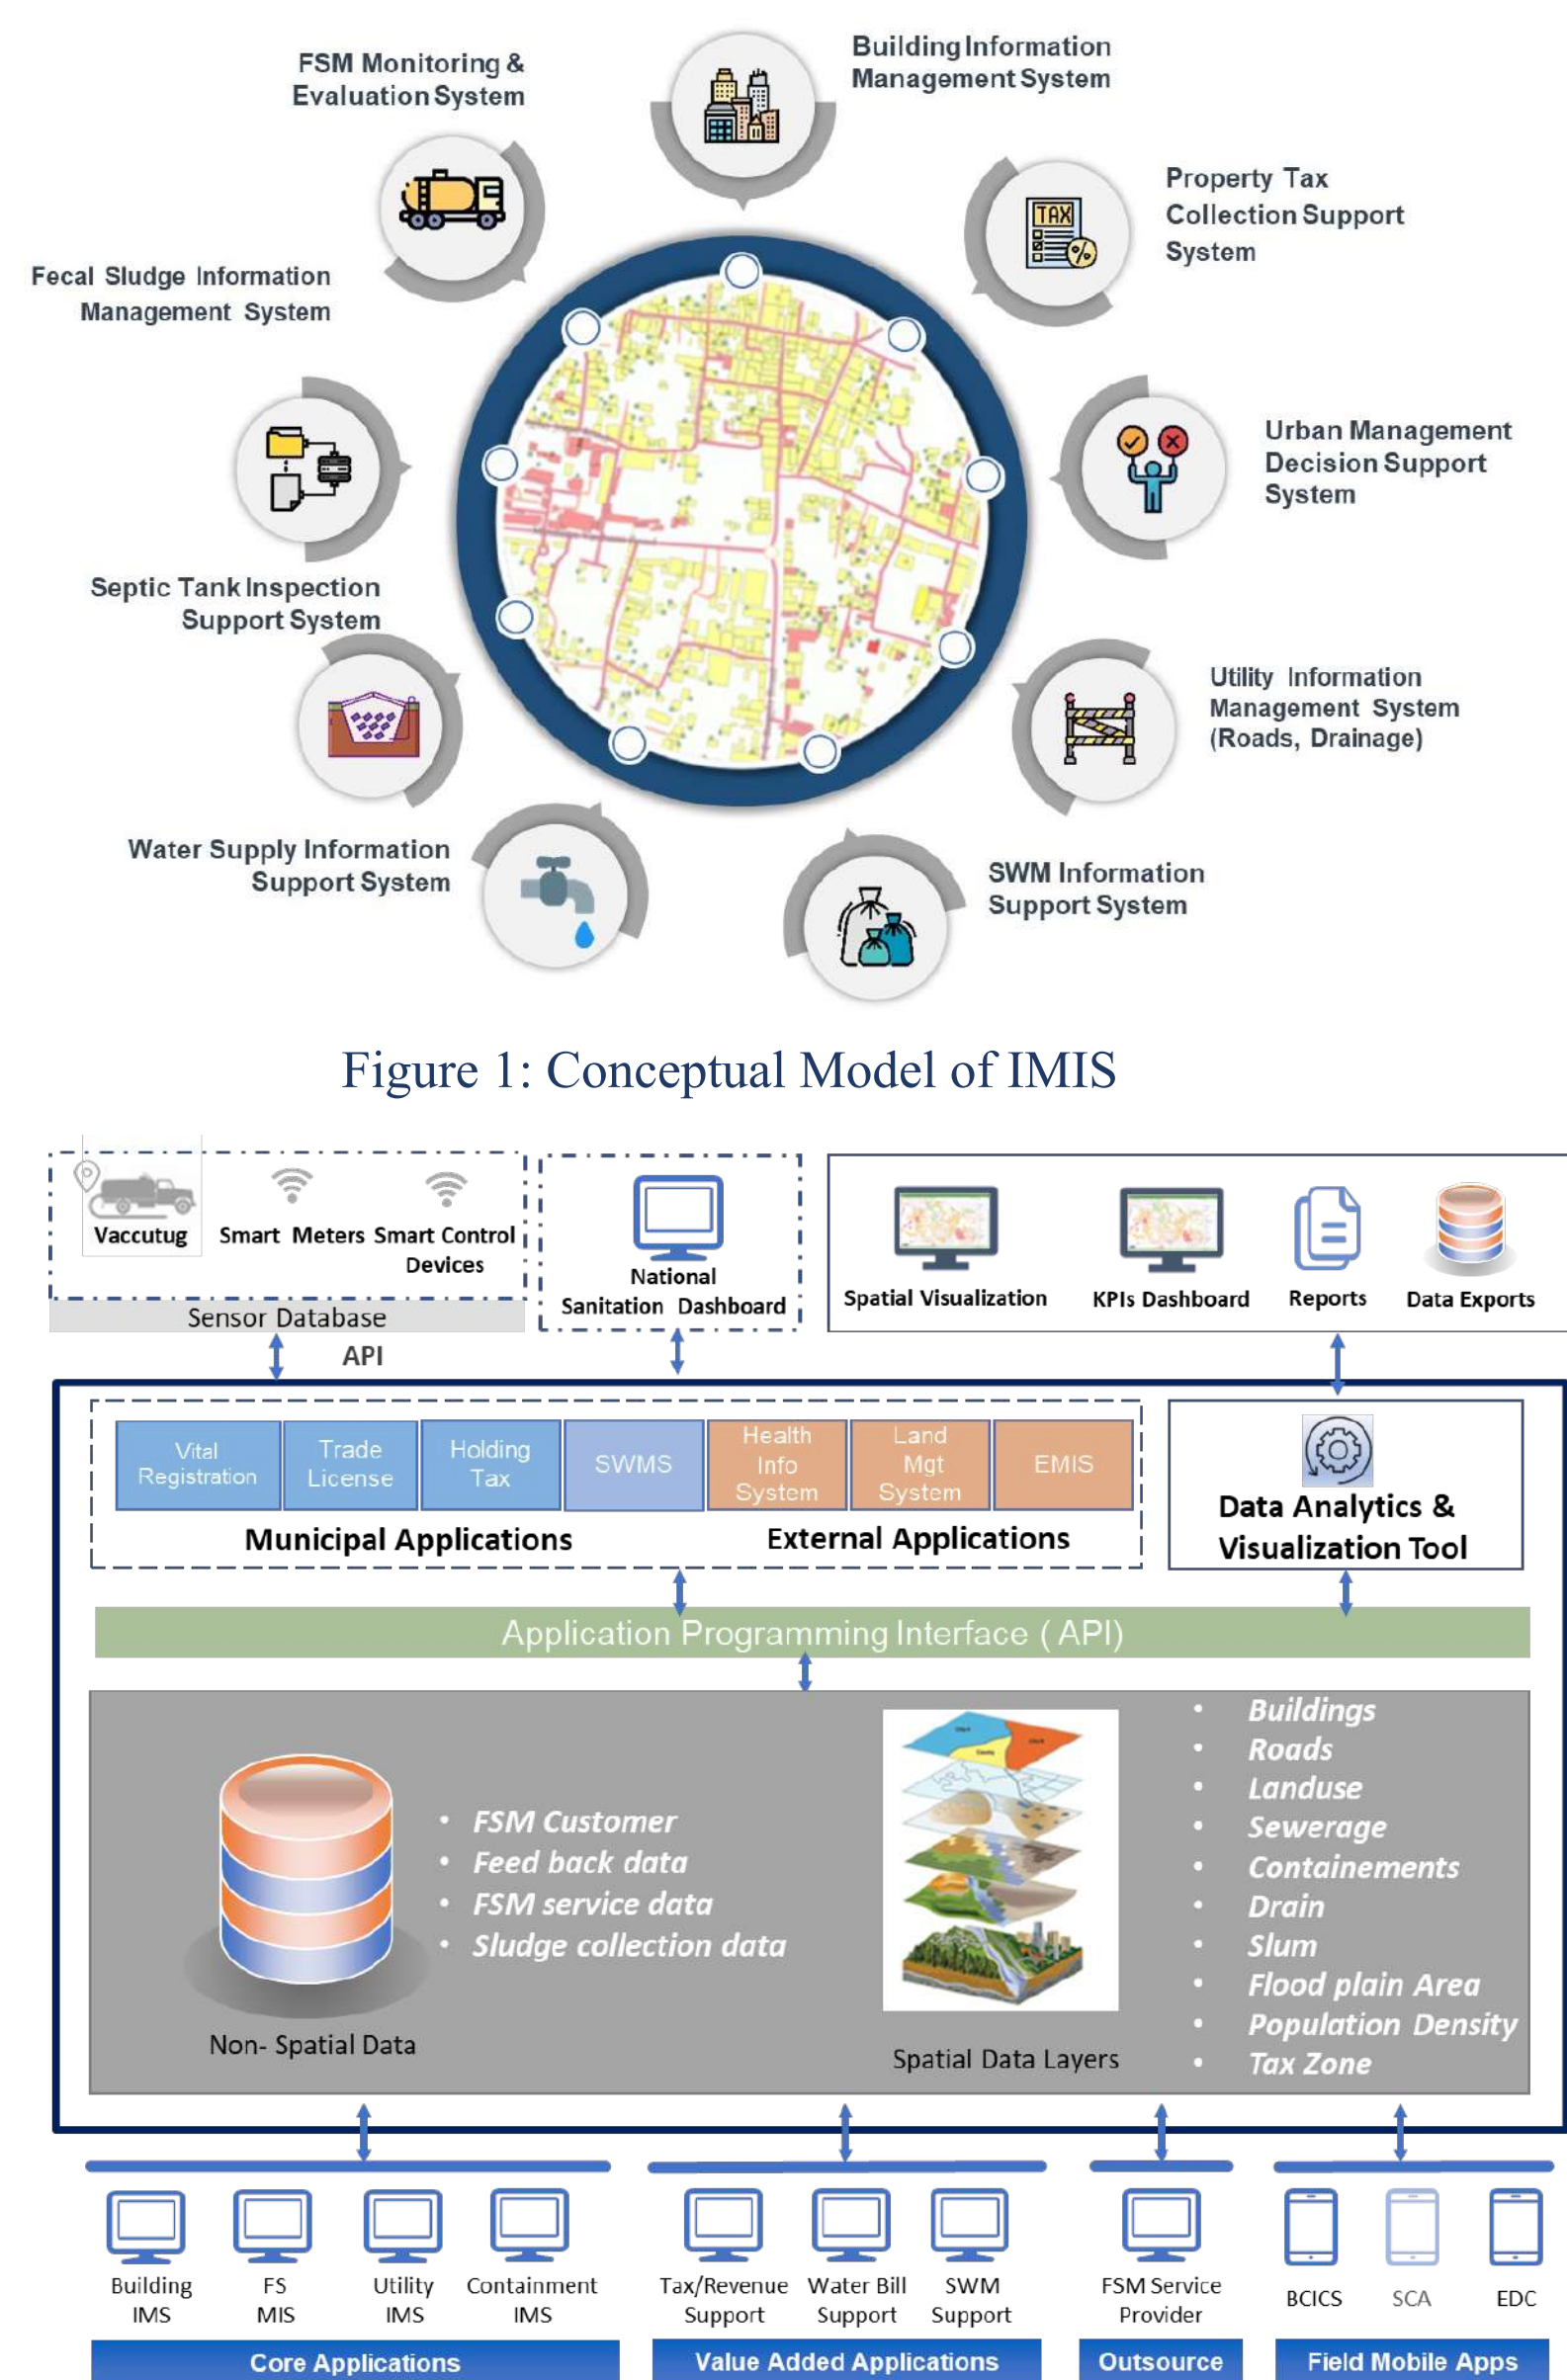 FSM Monitoring &
Evaluation System
Building Information
Management System
Property Tax
Collection Support
System
Fecal Sludge Information
Management System
Urban Management
Decision Support
System
Septic Tank Inspection
Support System
Utility Information
Management System
(Roads, Drainage)
Water Supply Information
Support System
SWM Information
Support System
TAX
%
Figure 1: Conceptual Model of IMIS
Vaccutug
Smart Meters
Smart Control
Devices
Sensor Database
API
National
Sanitation Dashboard
Spatial Visualization
KPIs Dashboard
Reports
Data Exports
Vital
Registration
Trade
License
Holding
Tax
SWMS
Health
Info
System
Land
Mgt
System
EMIS
Municipal Applications
External Applications
Data Analytics &
Visualization Tool
Application Programming Interface ( API)
• FSM Customer
• Feed back data
• FSM service data
• Sludge collection data
Non- Spatial Data
Spatial Data Layers
• Buildings
• Roads
• Landuse
• Sewerage
• Containements
• Drain
• Slum
• Flood plain Area
• Population Density
• Tax Zone
Building
IMS
FS
MIS
Utility
IMS
Containment
IMS
Core Applications
Tax/Revenue
Support
Water Bill
Support
SWM
Support
Value Added Applications
FSM Service
Provider
Outsource
BCICS
SCA
EDC
Field Mobile Apps